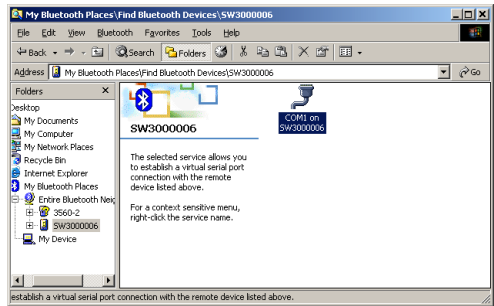 My Bluetooth Places\Find Bluetooth Devices\SW3000006
File Edit View Bluetooth Favorites Tools Help
Back Search Folders
Address My Bluetooth Places\Find Bluetooth Devices\SW3000006 Go
Folders
Desktop
My Documents
My Computer
My Network Places
Recycle Bin
Internet Explorer
My Bluetooth Places
Entire Bluetooth Neig
3560-2
SW3000006
My Device
SW3000006
The selected service allows you
to establish a virtual serial port
connection with the remote
device listed above.
For a context sensitive menu,
right-click the service name.
COM1 on
SW3000006
establish a virtual serial port connection with the remote device listed above.